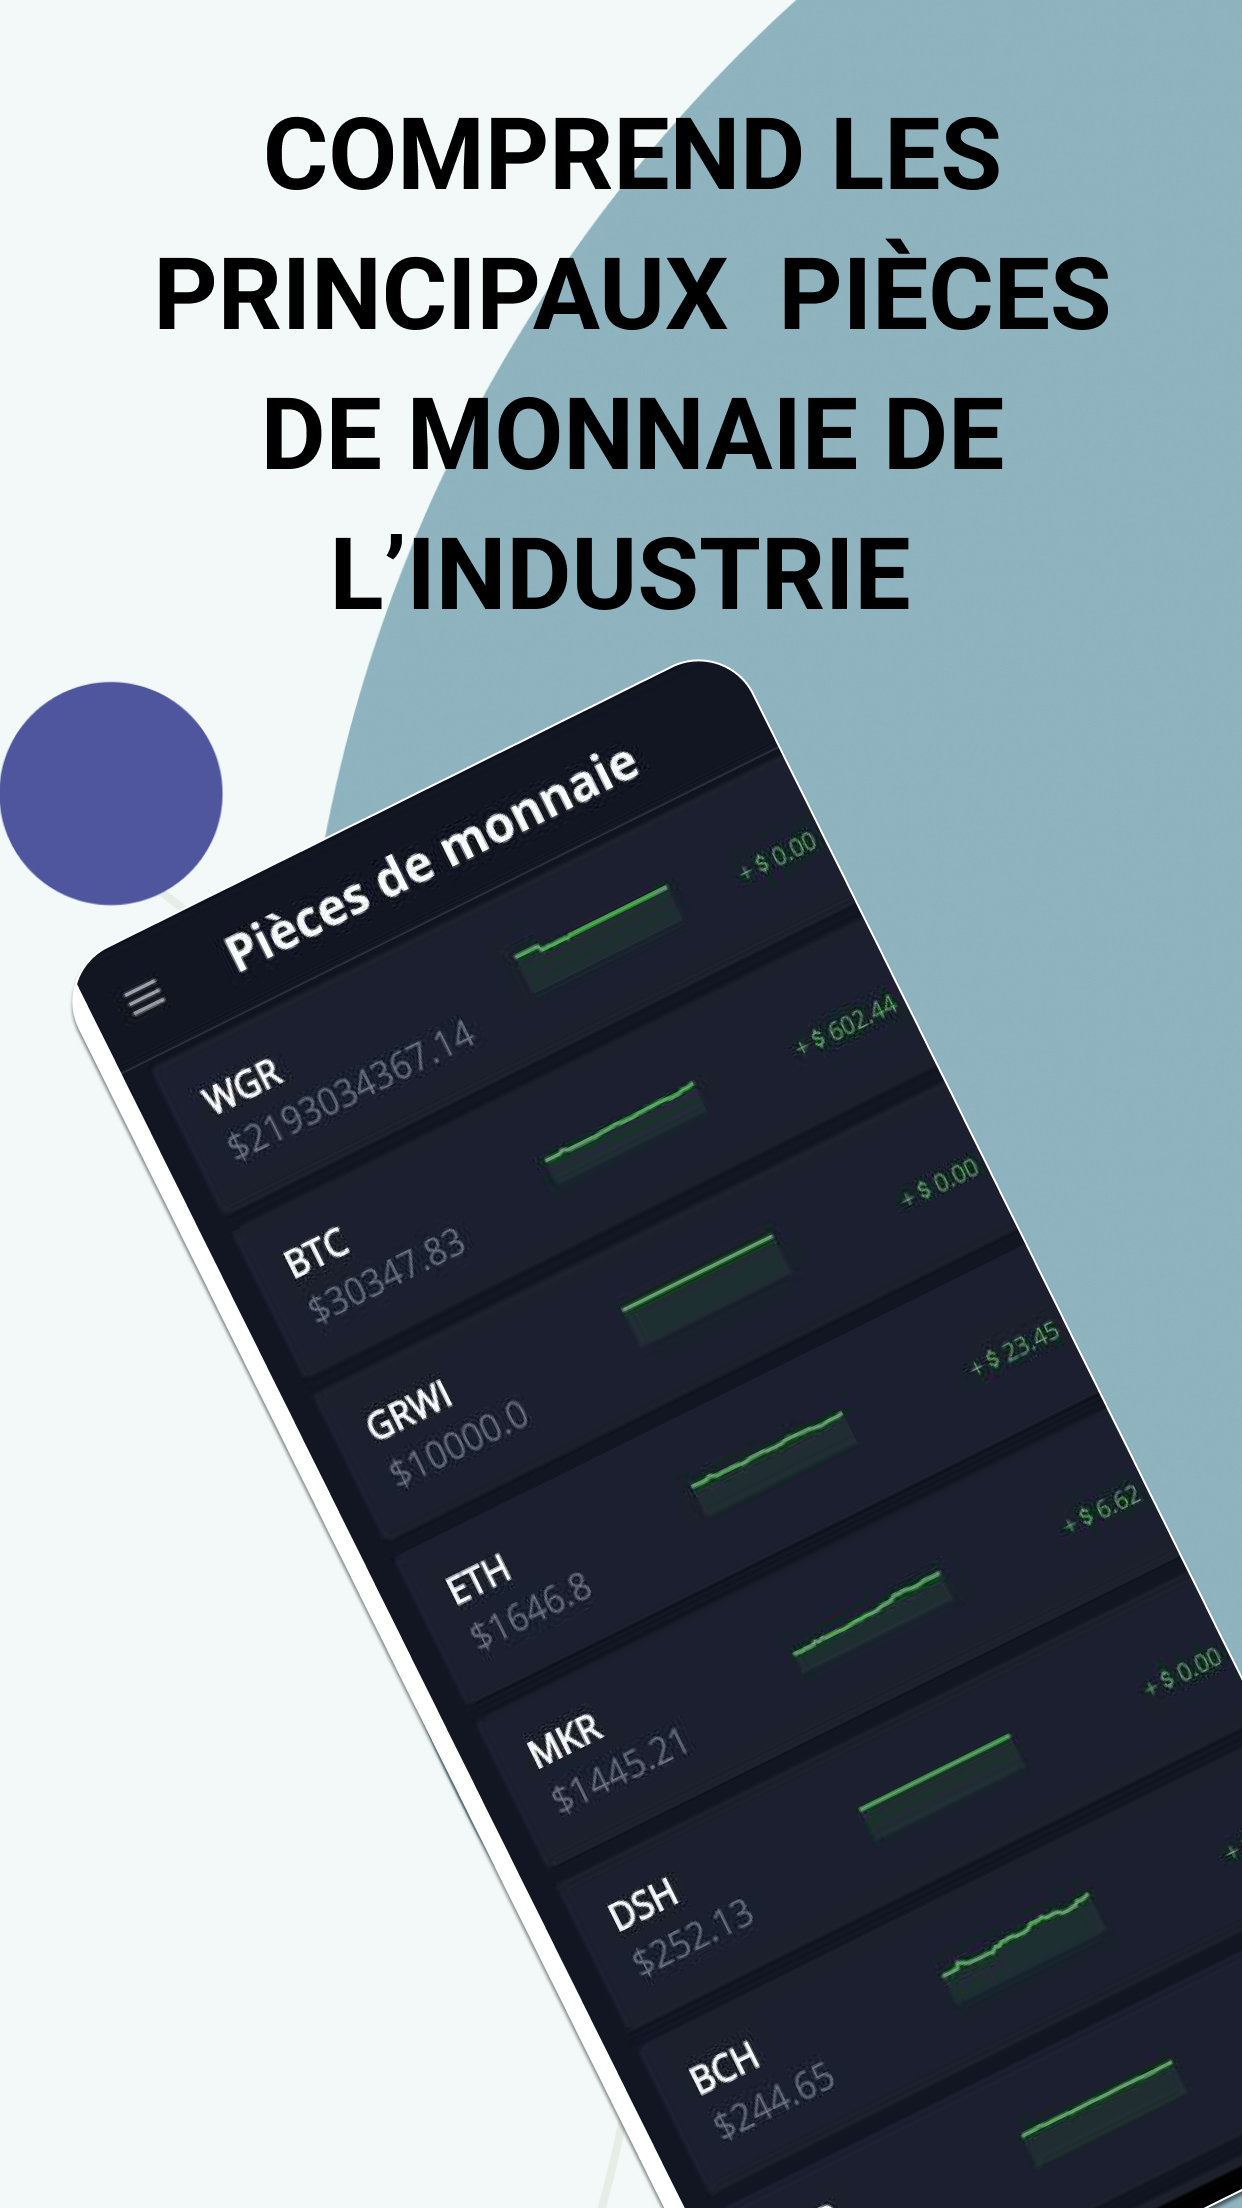 COMPREND LES
PRINCIPAUX PIÈCES
DE MONNAIE DE
L’INDUSTRIE
Pièces de monnaie
WGR
$2193034367.14
+ $ 0.00
BTC
$30347.83
+ $ 602.44
GRWI
$10000.0
+ $ 0.00
ETH
$1646.8
+ $ 23.45
MKR
$1445.21
+ $ 6.62
DSH
$252.13
+ $ 0.00
BCH
$244.65
+